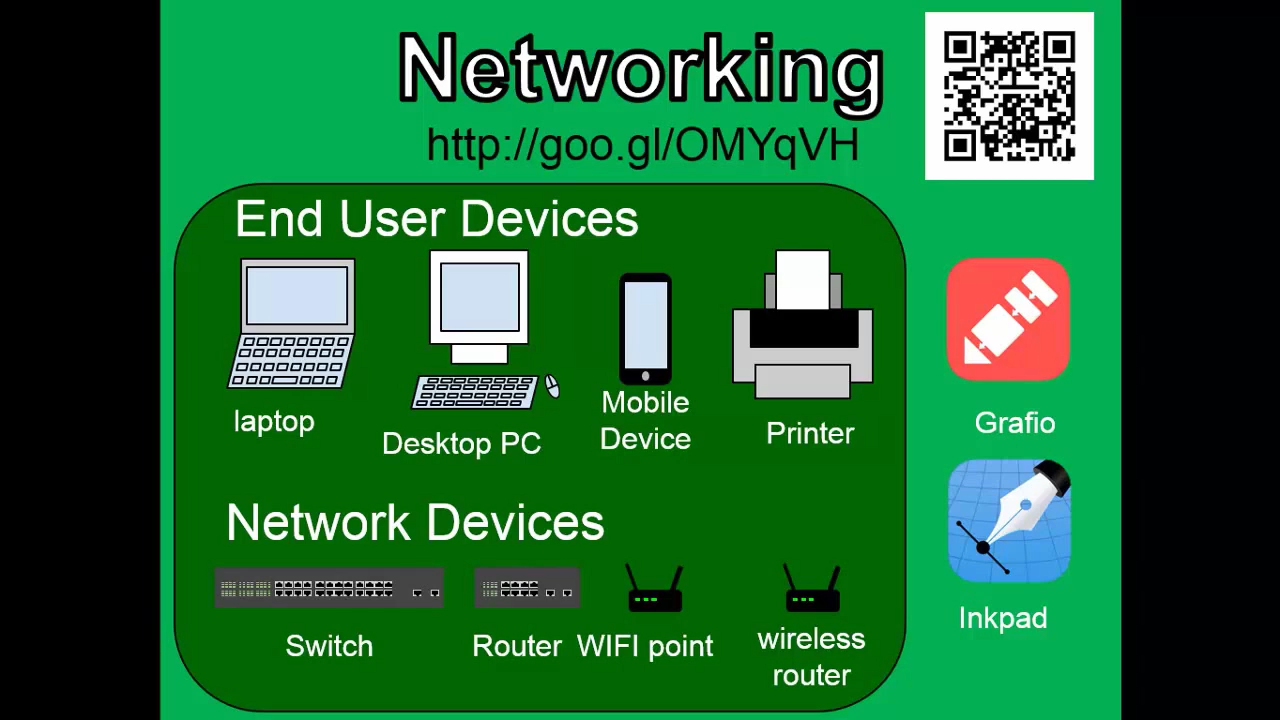 Networking
http://goo.gl/OMYqVH
End User Devices
laptop
Desktop PC
Mobile
Device
Printer
Grafio
Network Devices
Switch
Router
WIFI point
wireless
router
Inkpad